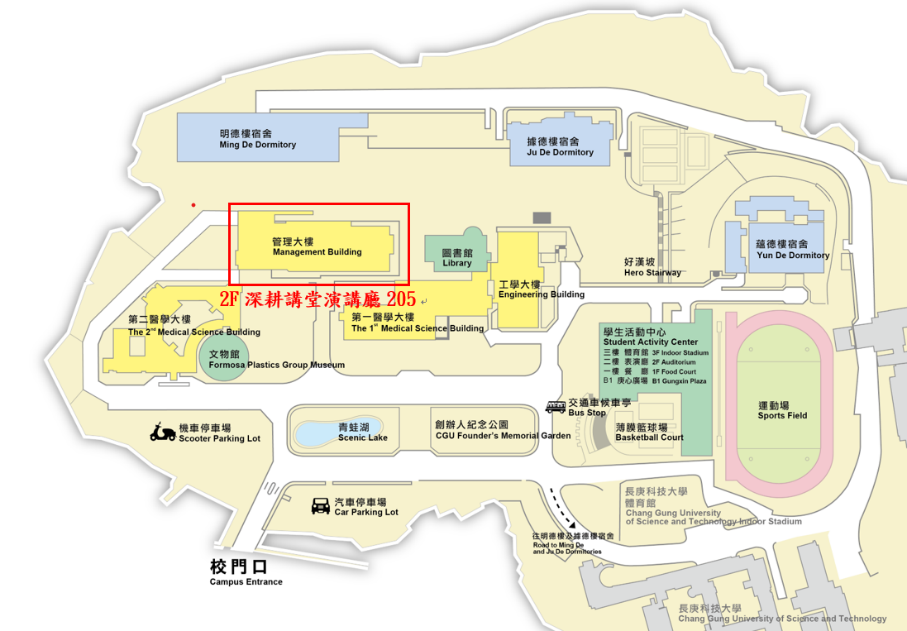 明德樓宿舍
Ming De Dormitory
據德樓宿舍
Ju De Dormitory
管理大樓
Management Building
圖書館
Library
好漢坡
Hero Stairway
蘊德樓宿舍
Yun De Dormitory
工學大樓
Engineering Building
2F 深耕講堂演講廳 205
第二醫學大樓
The 2nd Medical Science Building
第一醫學大樓
The 1st Medical Science Building
文物館
Formosa Plastics Group Museum
學生活動中心
Student Activity Center
三樓 體育館 3F Indoor Stadium
二樓 表演廳 2F Auditorium
一樓 餐 廳 1F Food Court
B1 庚心廣場 B1 Gungxin Plaza
運動場
Sports Field
交通車候車亭
Bus Stop
薄膜籃球場
Basketball Court
機車停車場
Scooter Parking Lot
青蛙湖
Scenic Lake
創辦人紀念公園
CGU Founder's Memorial Garden
汽車停車場
Car Parking Lot
長庚科技大學
體育館
Chang Gung University
of Science and Technology Indoor Stadium
往明德樓及據德樓宿舍
Road to Ming De
and Ju De Dormitories
校門口
Campus Entrance
長庚科技大學
Chang Gung University of Science and Technology